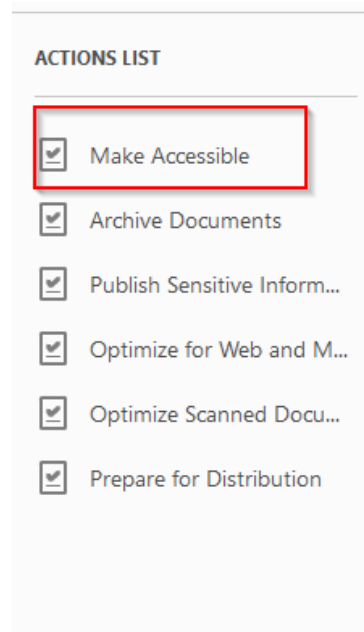 ACTIONS LIST
Make Accessible
Archive Documents
Publish Sensitive Inform...
Optimize for Web and M...
Optimize Scanned Docu...
Prepare for Distribution